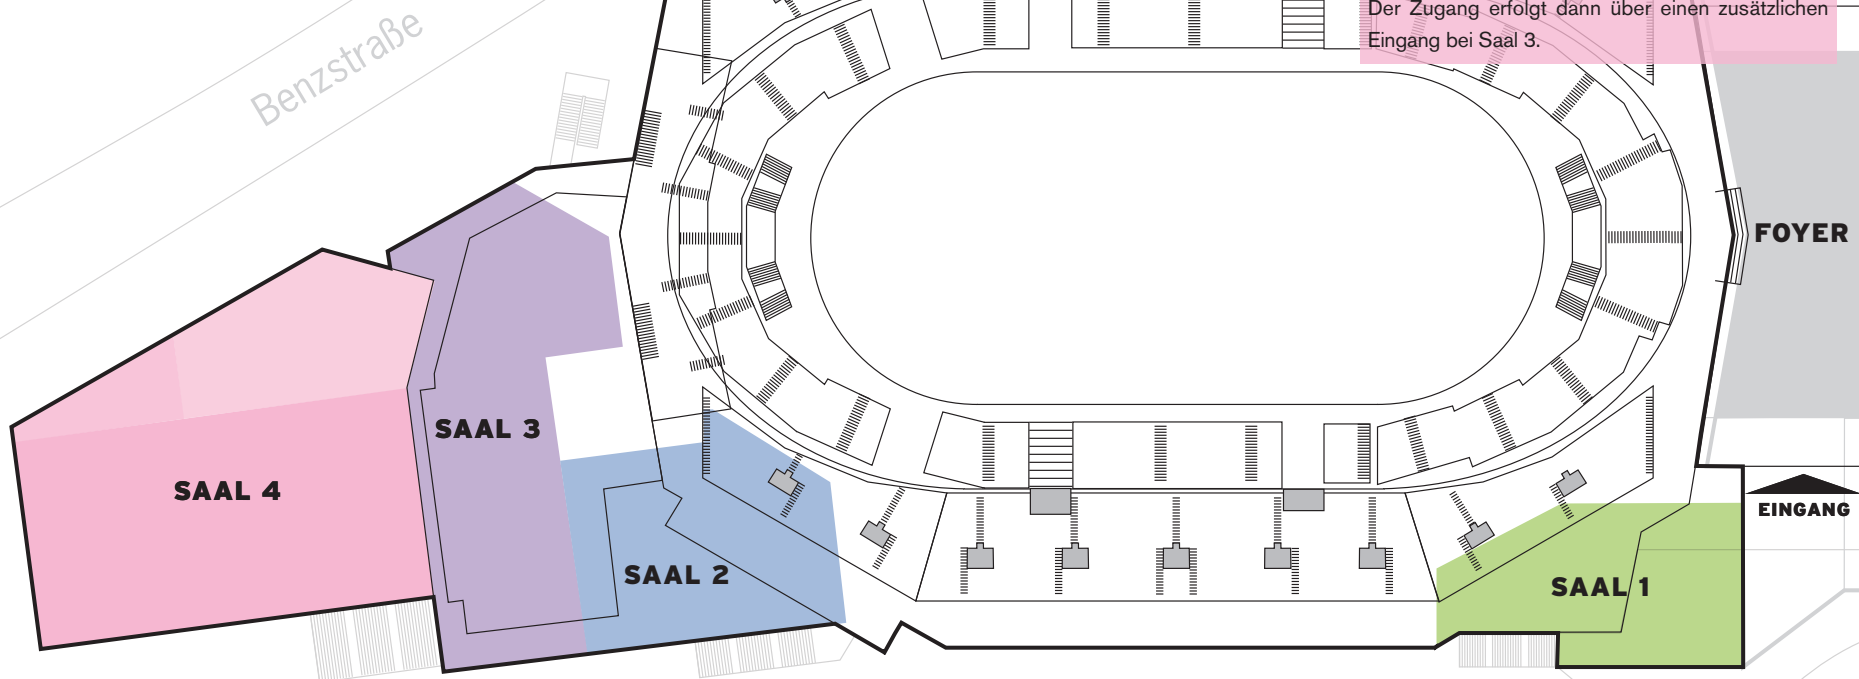 Der Zugang erfolgt dann über einen zusätzlichen
Eingang bei Saal 3.
Benzstraße
FOYER
SAAL 3
SAAL 4
EINGANG
SAAL 2
SAAL 1